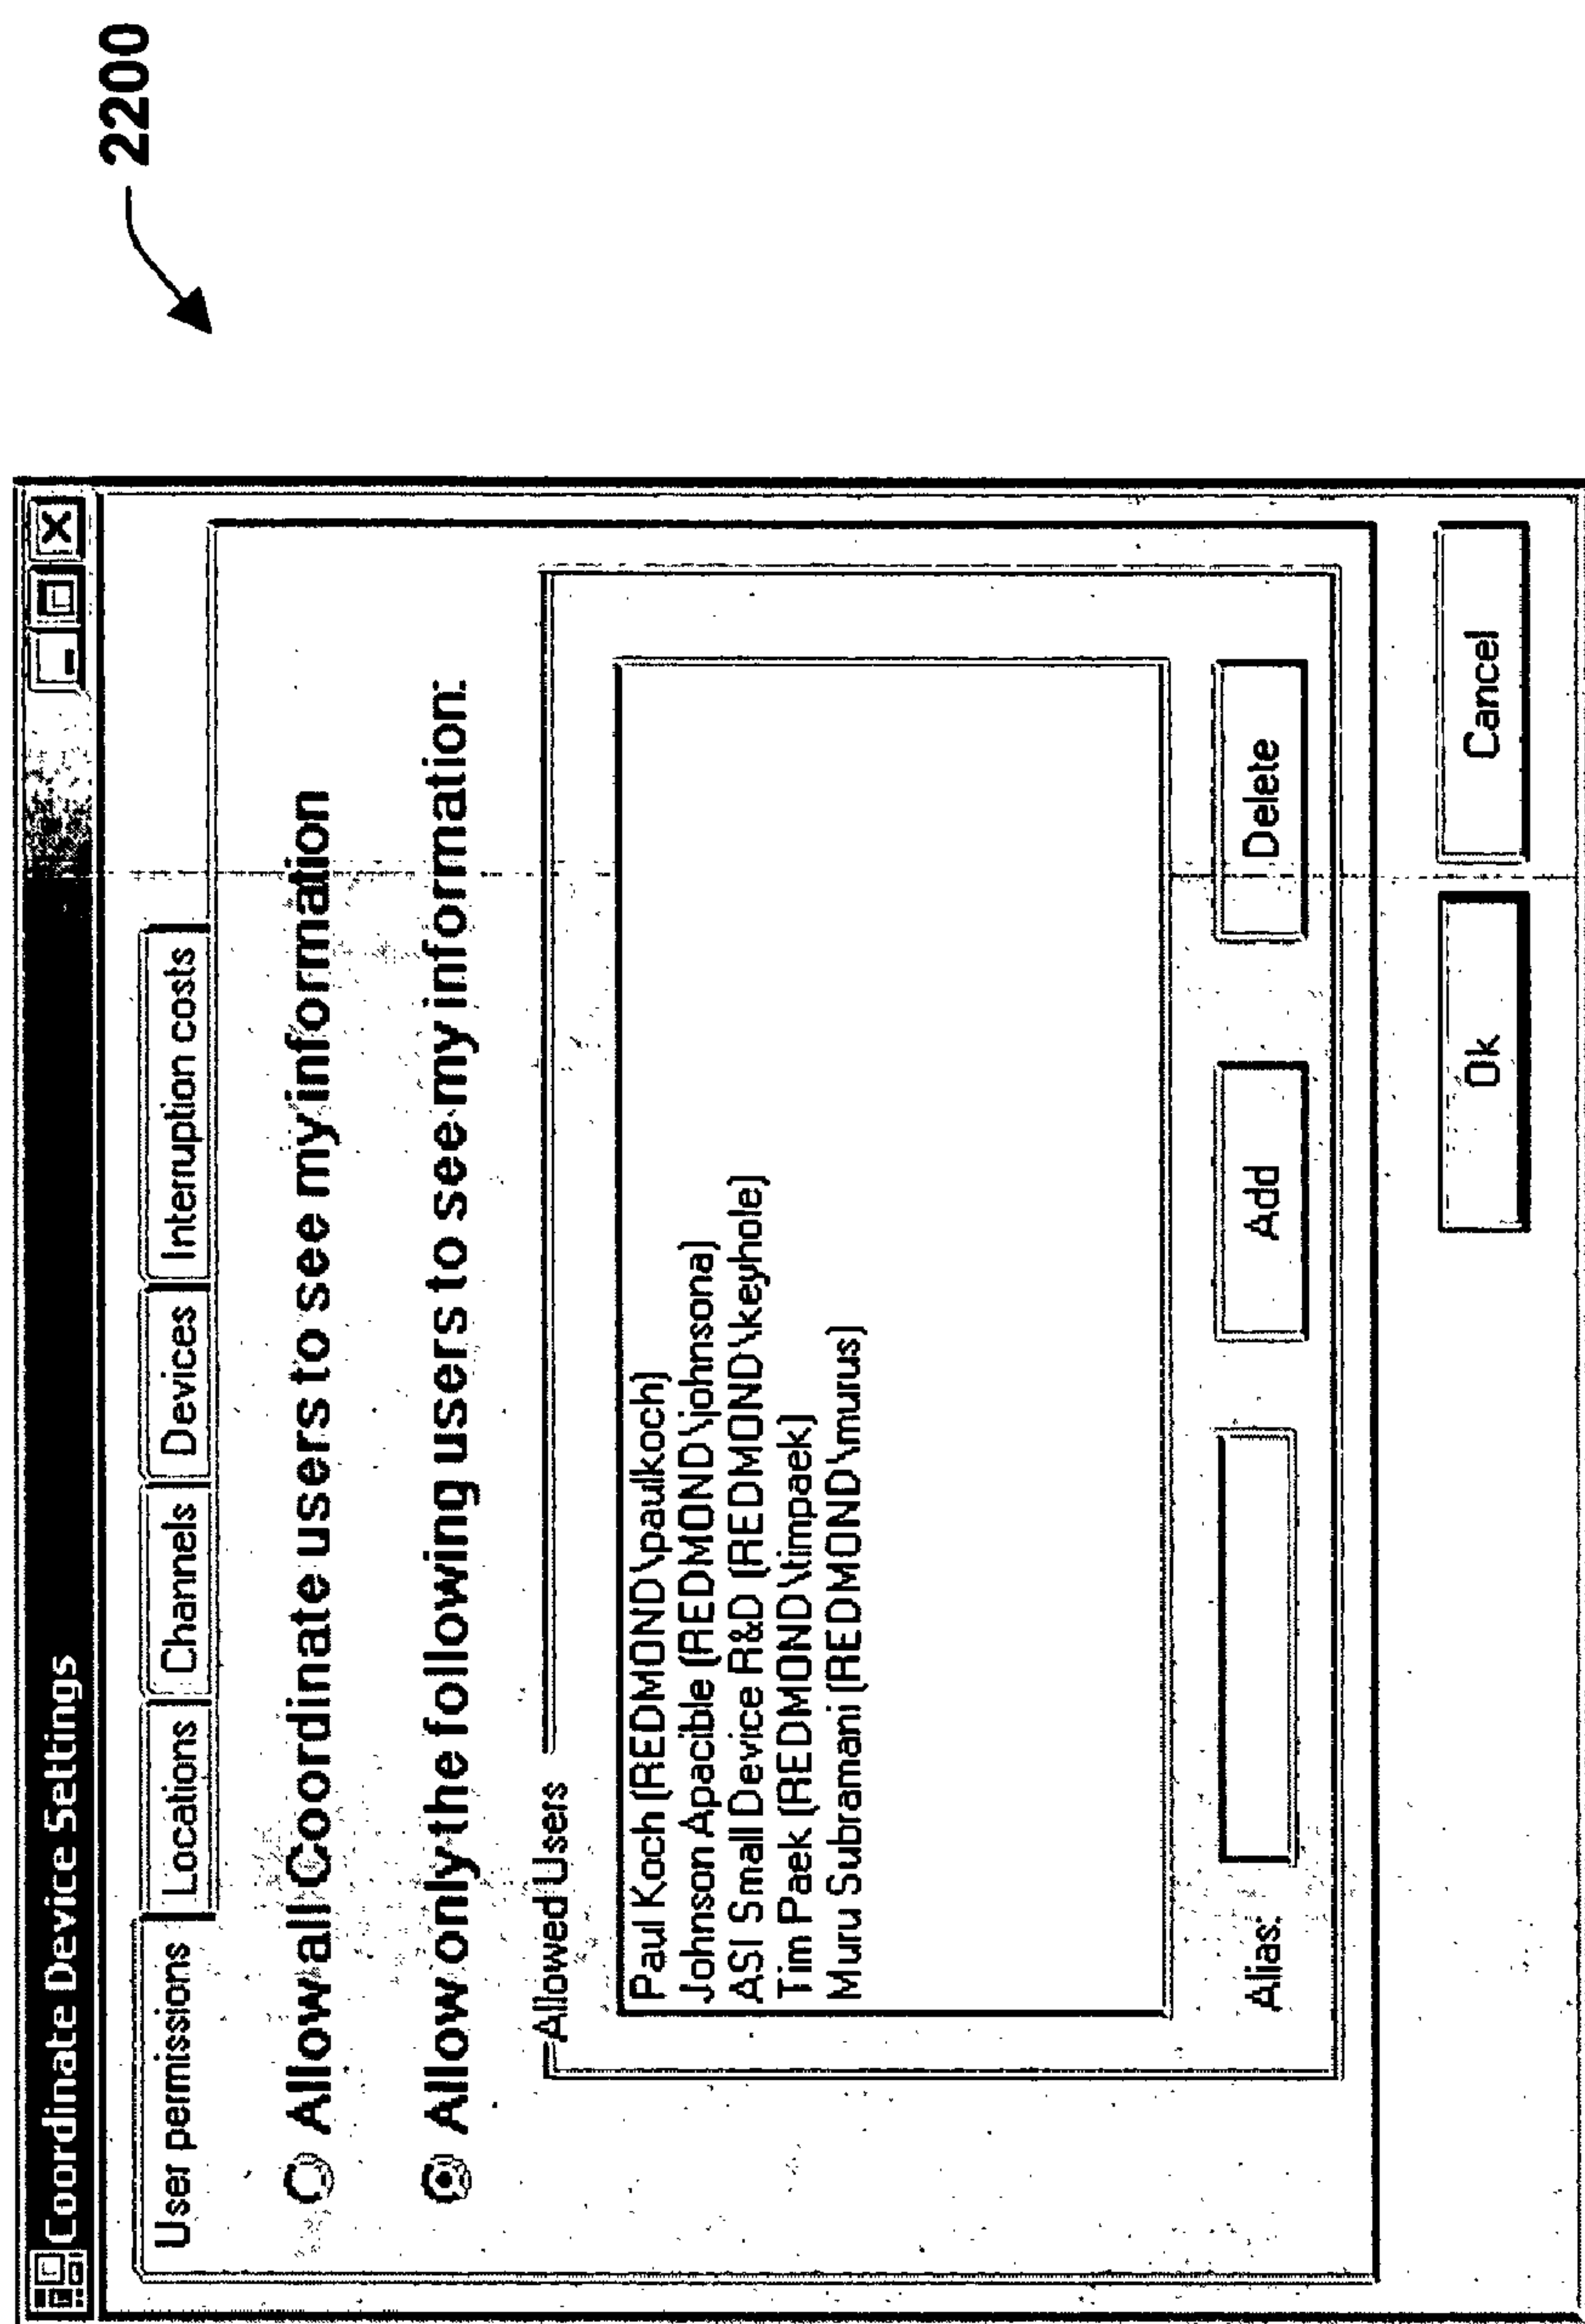 2200
Coordinate Device Settings
User permissions Locations Channels Devices Interruption costs
Allow all Coordinate users to see my information
Allow only the following users to see my information:
Allowed Users
Paul Koch (REDMOND\paulkoch)
Johnson Apacible (REDMOND\johnsona)
ASI Small Device R&D (REDMOND\keyhole)
Tim Paek (REDMOND\timpaek)
Muru Subramani (REDMOND\murus)
Alias: Add Delete
Ok Cancel